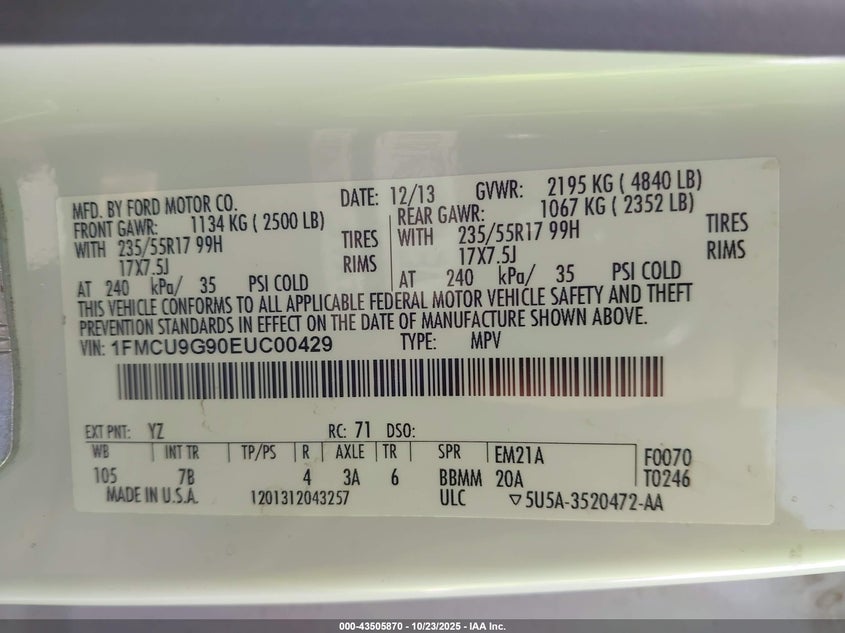 MFD. BY FORD MOTOR CO. DATE: 12/13 GVWR: 2195 KG ( 4840 LB)
FRONT GAWR: 1134 KG ( 2500 LB) REAR GAWR: 1067 KG ( 2352 LB)
WITH 235/55R17 99H TIRES WITH 235/55R17 99H TIRES
17X7.5J RIMS 17X7.5J RIMS
AT 240 kPa/ 35 PSI COLD AT 240 kPa/ 35 PSI COLD
THIS VEHICLE CONFORMS TO ALL APPLICABLE FEDERAL MOTOR VEHICLE SAFETY AND THEFT
PREVENTION STANDARDS IN EFFECT ON THE DATE OF MANUFACTURE SHOWN ABOVE.
VIN: 1FMCU9G90EUC00429 TYPE: MPV
EXT PNT: YZ RC: 71 DSO:
WB INT TR TP/PS R AXLE TR SPR EM21A F0070
105 7B 4 3A 6 BBMM 20A T0246
MADE IN U.S.A. 1201312043257 ULC ▽5U5A-3520472-AA
000-43505870 | 10/23/2025 - IAA Inc.